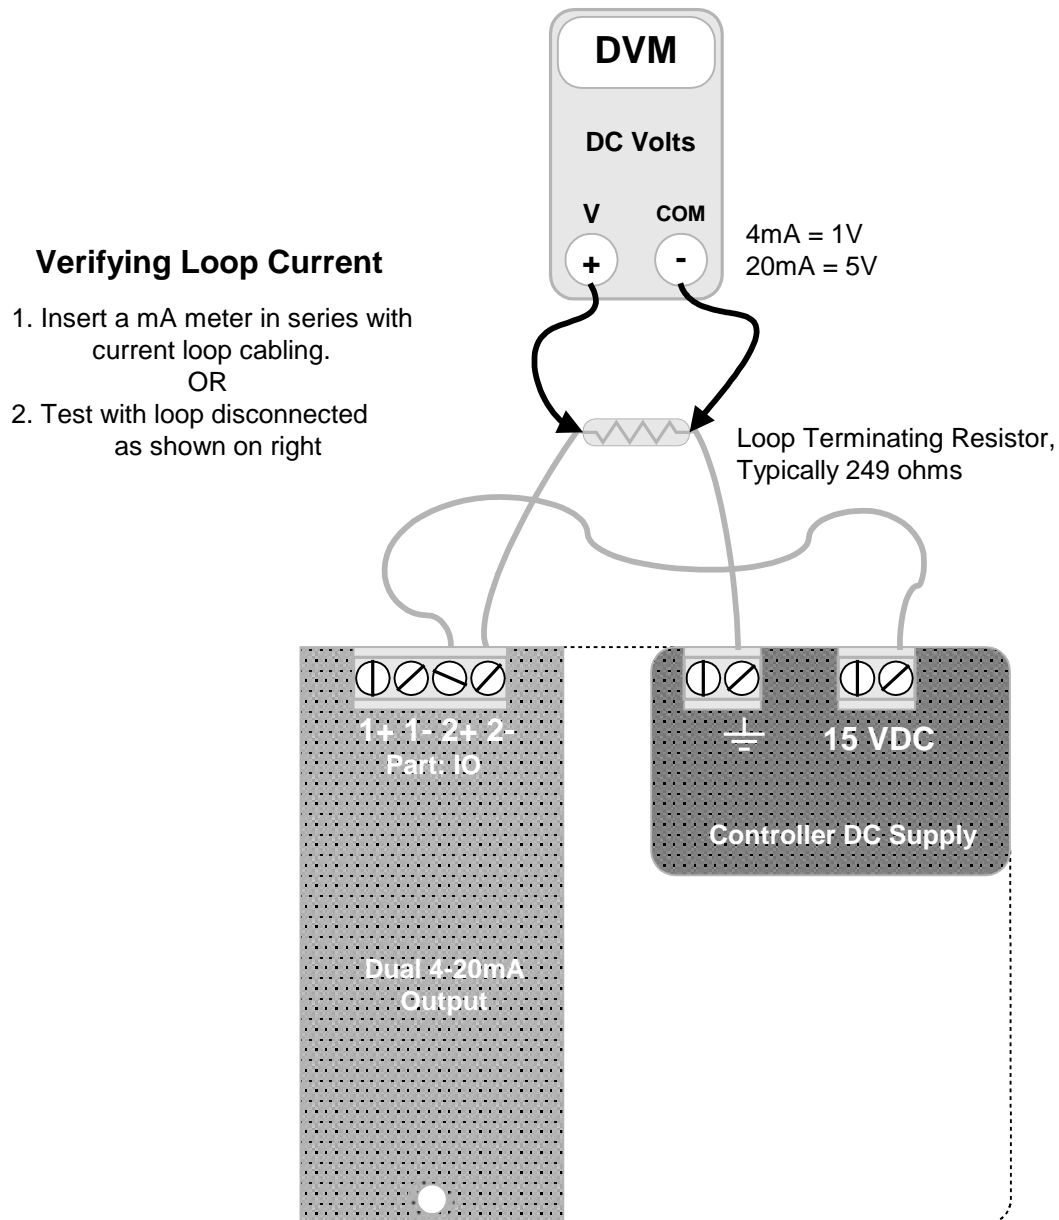 DVM
DC Volts
V COM
+ -
4mA = 1V
20mA = 5V
Verifying Loop Current
1. Insert a mA meter in series with
current loop cabling.
OR
2. Test with loop disconnected
as shown on right
Loop Terminating Resistor,
Typically 249 ohms
1+ 1- 2+ 2-
Part: IO
15 VDC
Controller DC Supply
Dual 4-20mA
Output